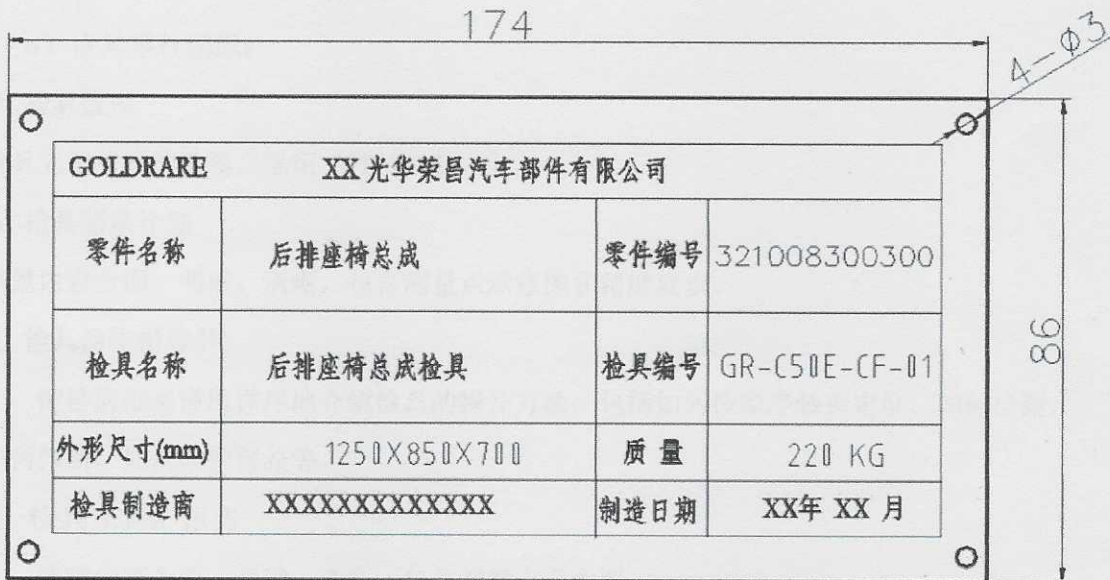 174
4-Φ3
GOLDRARE XX光华荣昌汽车部件有限公司
零件名称 后排座椅总成 零件编号 321008300300
86
检具名称 后排座椅总成检具 检具编号 GR-C50E-CF-01
外形尺寸(mm) 1250X850X700 质 量 220 KG
检具制造商 XXXXXXXXXXXXX 制造日期 XX年 XX 月